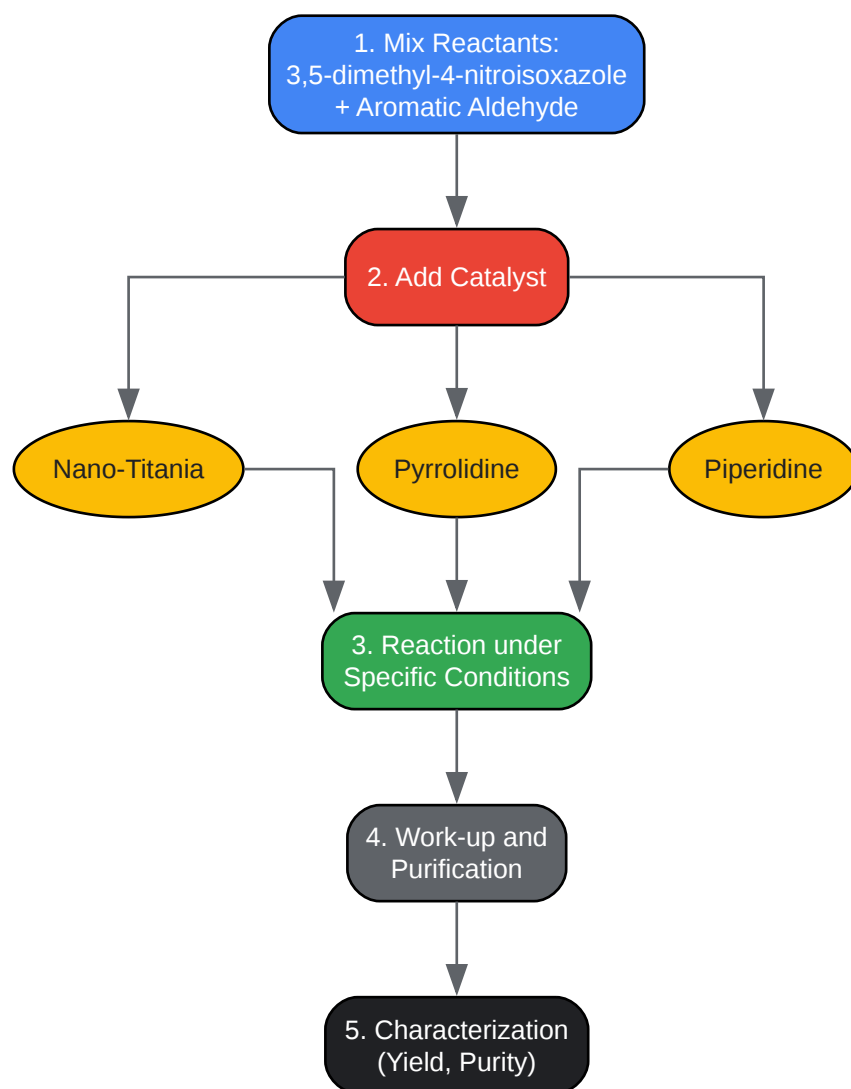 1. Mix Reactants:
3,5-dimethyl-4-nitroisoxazole
+ Aromatic Aldehyde
2. Add Catalyst
Nano-Titania
Pyrrolidine
Piperidine
3. Reaction under
Specific Conditions
4. Work-up and
Purification
5. Characterization
(Yield, Purity)